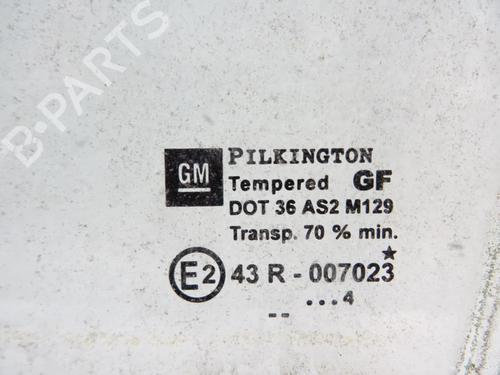 B-PARTS
GM PILKINGTON
Tempered GF
DOT 36 AS2 M129
Transp. 70 % min.
E2 43 R - 007023 ★
...4
--